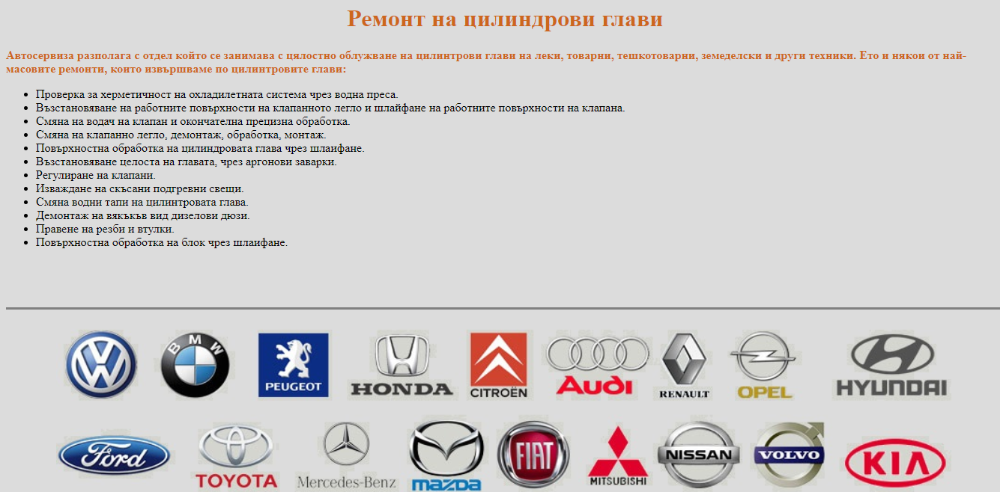 Ремонт на цилиндрови глави
Автосервиза разполага с отдел който се занимава с цялостно облужване на цилинтрови глави на леки, товарни, тешкотоварни, земеделски и други техники. Ето и някои от най-
масовите ремонти, които извършваме по цилинтровите глави:
• Проверка за херметичност на охладилетната система чрез водна преса.
• Възстановяване на работните повърхности на клапанното легло и шлайфане на работните повърхности на клапана.
• Смяна на водач на клапан и окончателна прецизна обработка.
• Смяна на клапанно легло, демонтаж, обработка, монтаж.
• Повърхностна обработка на цилиндровата глава чрез шлаифане.
• Възстановяване целоста на главата, чрез аргонови заварки.
• Регулиране на клапани.
• Изваждане на скъсани подгревни свещи.
• Смяна водни тапи на цилинтровата глава.
• Демонтаж на вякъкъв вид дизелови дюзи.
• Правене на резби и втулки.
• Повърхностна обработка на блок чрез шлаифане.
VW BMW PEUGEOT HONDA CITROËN Audi RENAULT OPEL HYUNDAI
Ford TOYOTA Mercedes-Benz mazda FIAT MITSUBISHI NISSAN VOLVO KIA